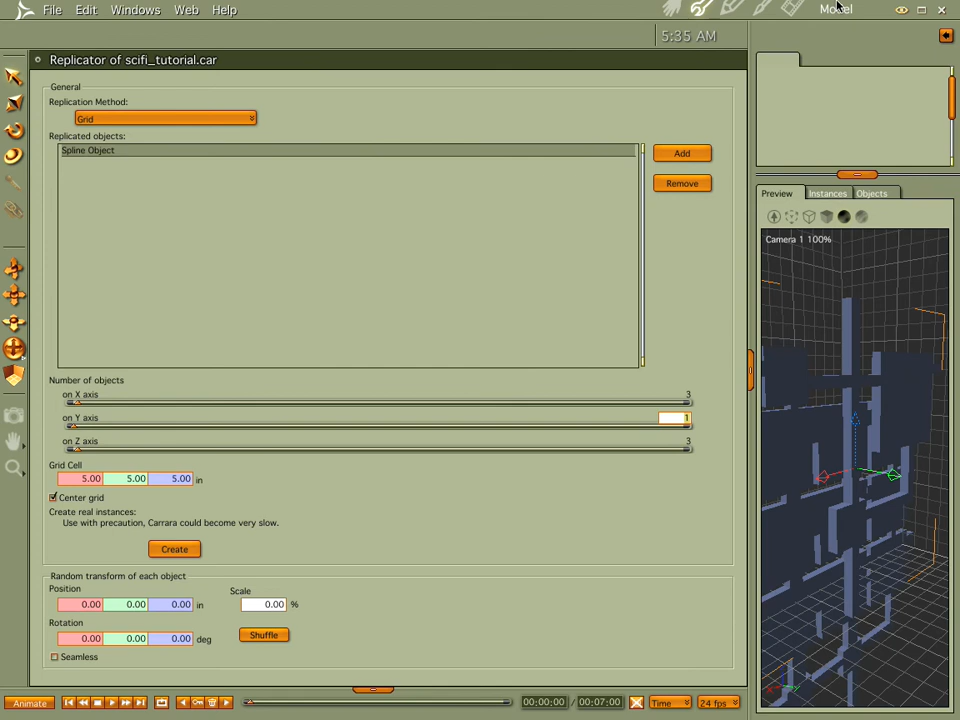 File Edit Windows Web Help
Model
5:35 AM
Replicator of scifi_tutorial.car
General
Replication Method:
Grid
Replicated objects:
Spline Object
Add
Remove
Number of objects
on X axis 3
on Y axis 1
on Z axis 3
Grid Cell
5.00 5.00 5.00 in
Center grid
Create real instances:
Use with precaution, Carrara could become very slow.
Create
Random transform of each object
Position
0.00 0.00 0.00 in
Scale
0.00 %
Rotation
0.00 0.00 0.00 deg
Shuffle
Seamless
Preview Instances Objects
Camera 1 100%
Animate
00:00:00 / 00:07:00
Time
24 fps